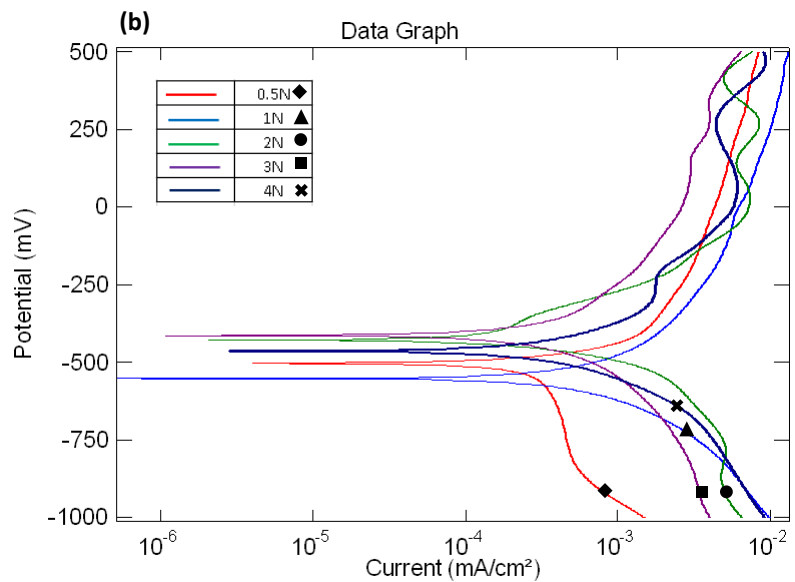 (b)
Data Graph
500
250
0
-250
-500
-750
-1000
Potential (mV)
0.5N
1N
2N
3N
4N
10⁻⁶
10⁻⁵
10⁻⁴
10⁻³
10⁻²
Current (mA/cm²)